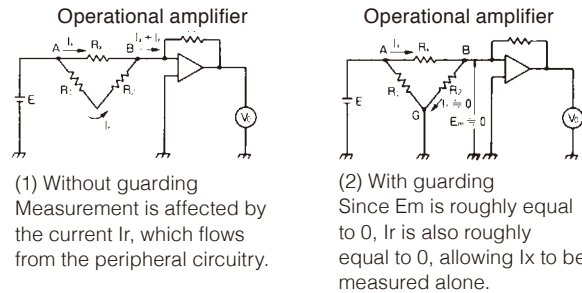 Operational amplifier
Operational amplifier
A
B
E
G
E
A
B
(1) Without guarding
Measurement is affected by
the current Ir, which flows
from the peripheral circuitry.
(2) With guarding
Since Em is roughly equal
to 0, Ir is also roughly
equal to 0, allowing Ix to be
measured alone.